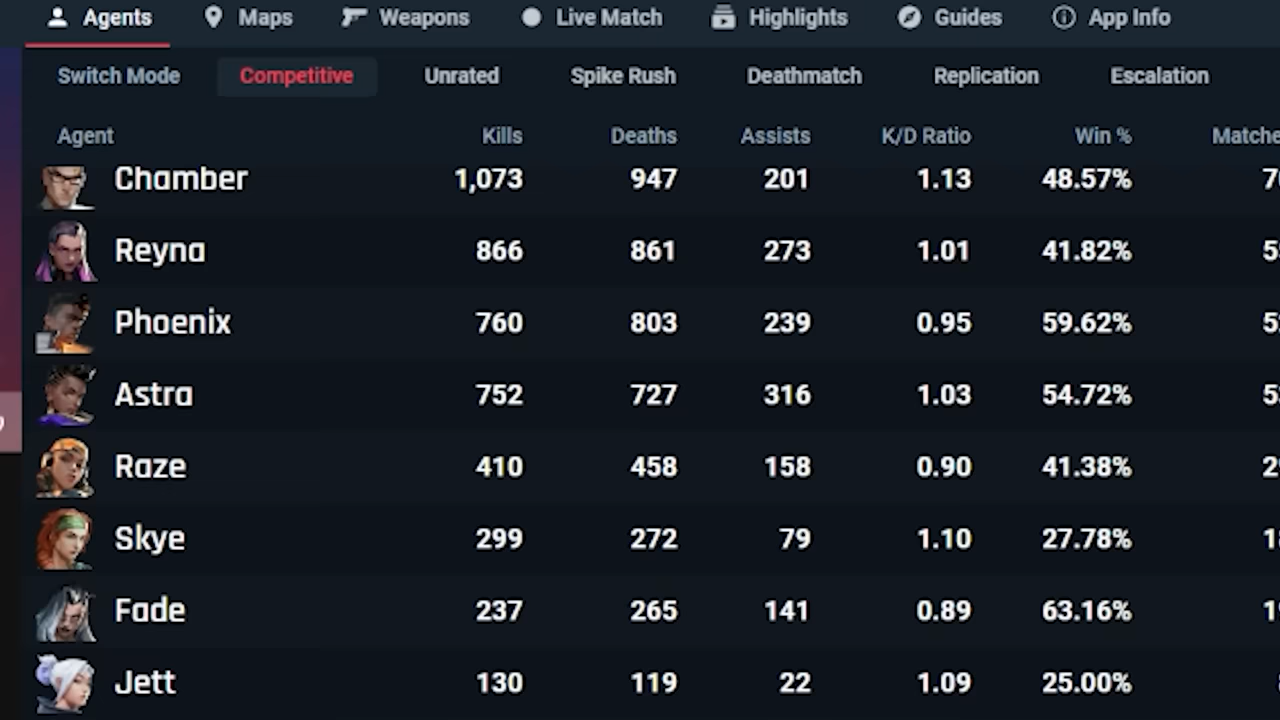 Agents Maps Weapons Live Match Highlights Guides App Info
Switch Mode Competitive Unrated Spike Rush Deathmatch Replication Escalation
Agent Kills Deaths Assists K/D Ratio Win %
Chamber 1,073 947 201 1.13 48.57%
Reyna 866 861 273 1.01 41.82%
Phoenix 760 803 239 0.95 59.62%
Astra 752 727 316 1.03 54.72%
Raze 410 458 158 0.90 41.38%
Skye 299 272 79 1.10 27.78%
Fade 237 265 141 0.89 63.16%
Jett 130 119 22 1.09 25.00%